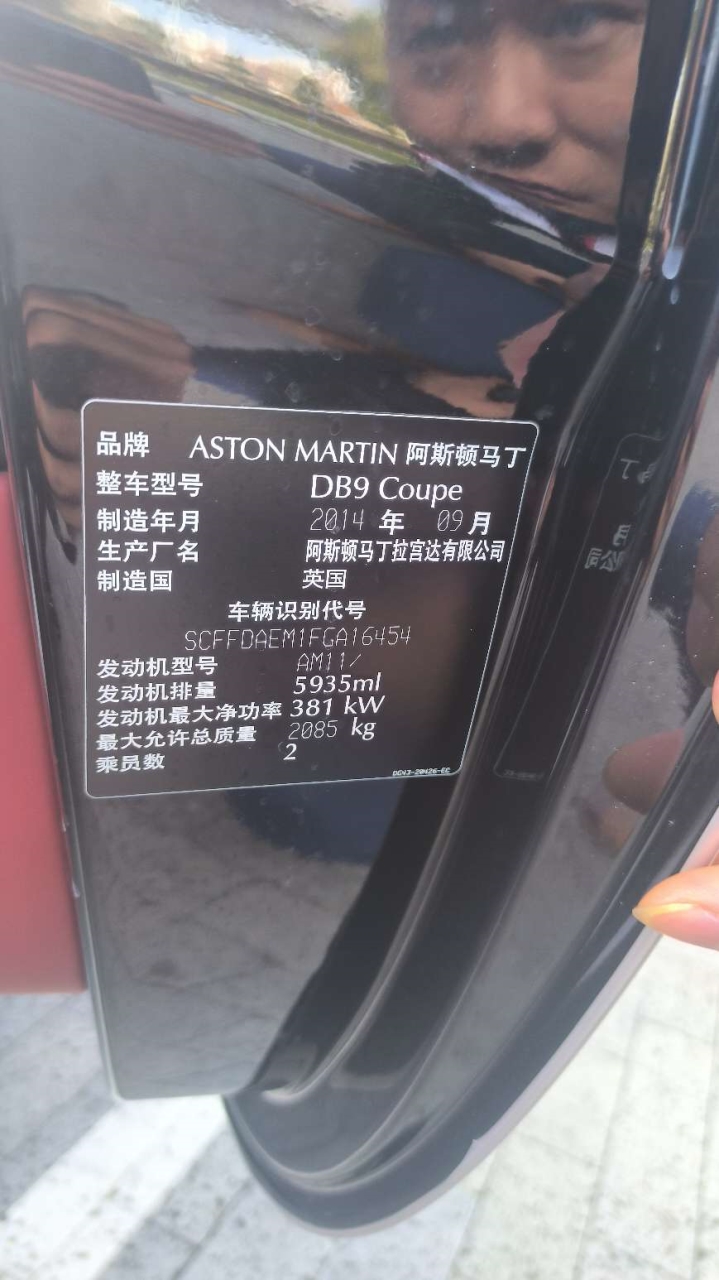 品牌 ASTON MARTIN 阿斯顿马丁
整车型号 DB9 Coupe
制造年月 2014 年 09 月
生产厂名 阿斯顿马丁拉宫达有限公司
制造国 英国
车辆识别代号
SCFFDAEM1FGA16454
发动机型号 AM11/
发动机排量 5935ml
发动机最大净功率 381 kW
最大允许总质量 2085 kg
乘员数 2